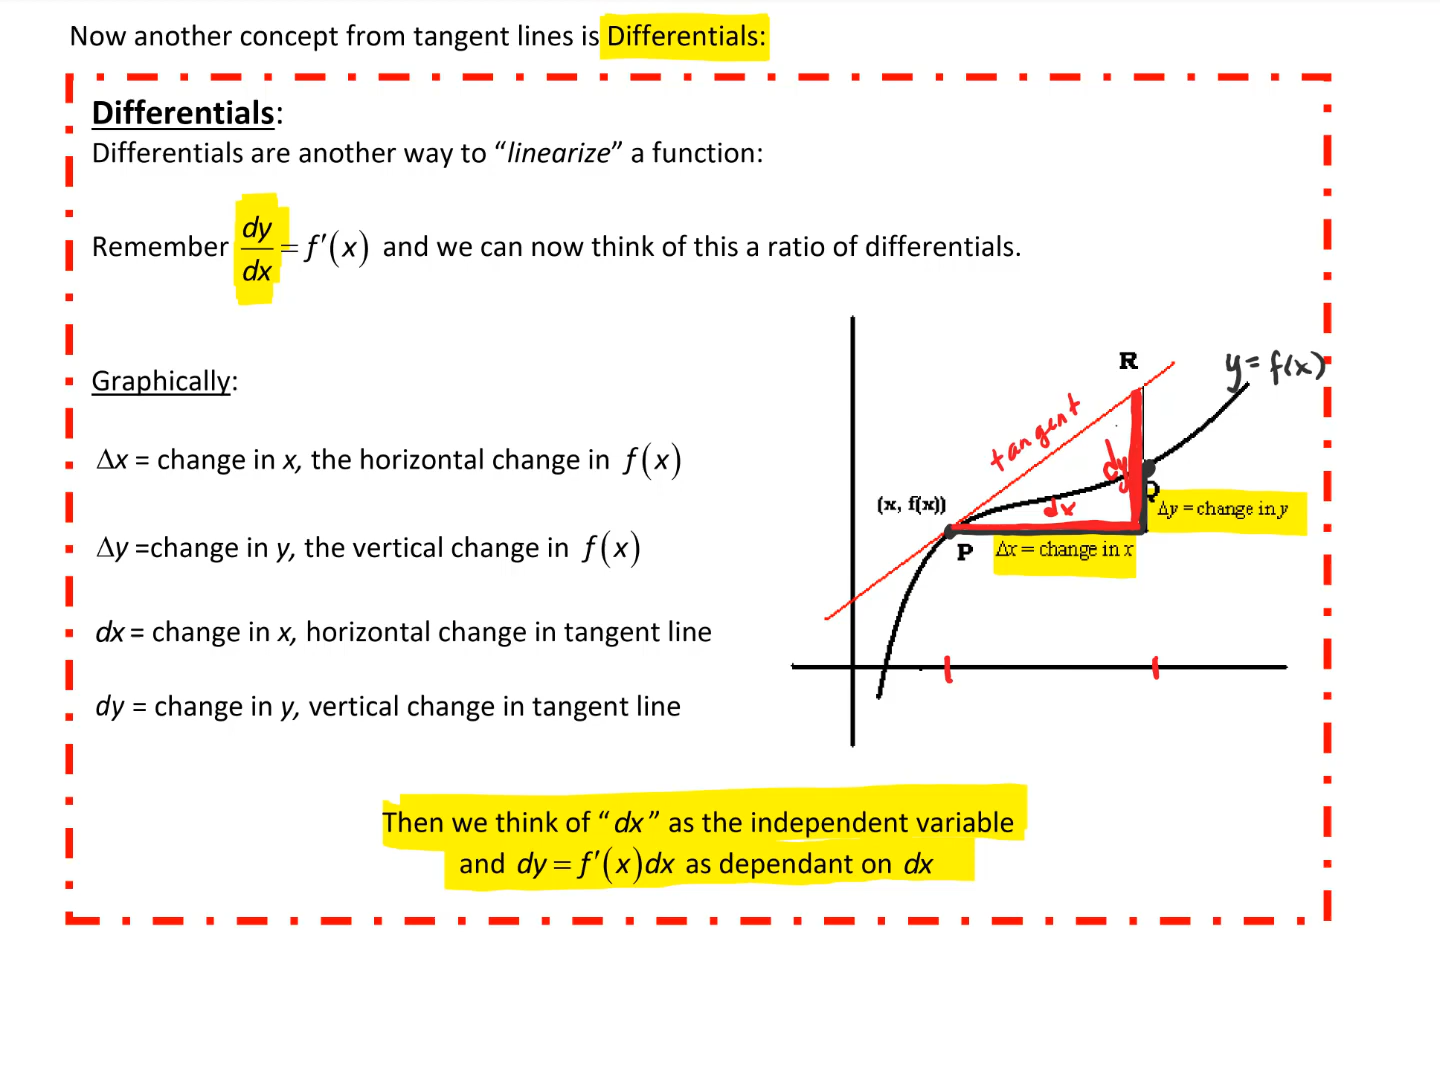 Now another concept from tangent lines is Differentials:
Differentials:
Differentials are another way to “linearize” a function:
Remember dy/dx = f′(x) and we can now think of this a ratio of differentials.
Graphically:
Δx = change in x, the horizontal change in f(x)
Δy =change in y, the vertical change in f(x)
dx = change in x, horizontal change in tangent line
dy = change in y, vertical change in tangent line
R
y = f(x)
tangent
dy
(x, f(x))
dx
Q
Δy = change in y
P
Δx = change in x
Then we think of “dx” as the independent variable
and dy = f′(x)dx as dependant on dx